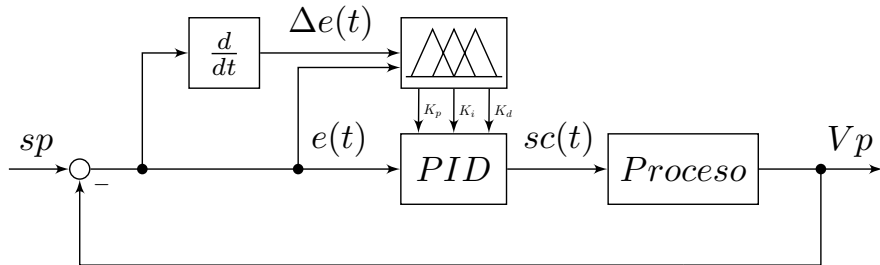 Δe(t)
d
dt
K_p K_i K_d
sp
e(t)
sc(t)
Vp
PID
Proceso
−